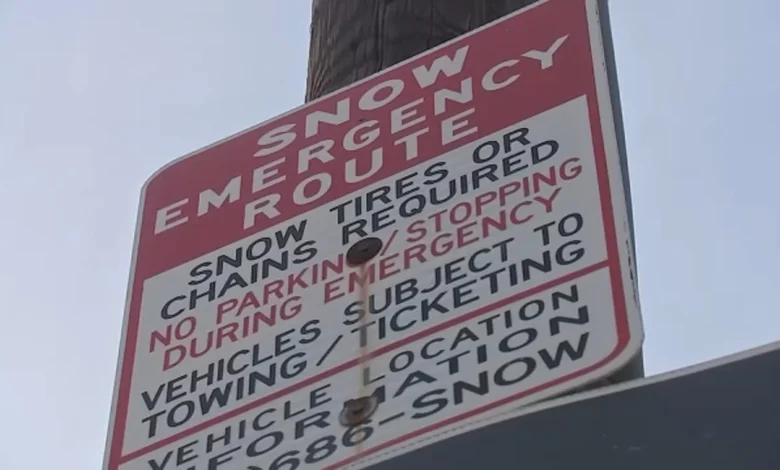 SNOW
EMERGENCY
ROUTE
SNOW TIRES OR
CHAINS REQUIRED
NO PARKING/STOPPING
DURING EMERGENCY
VEHICLES SUBJECT TO
TOWING/TICKETING
VEHICLE LOCATION
INFORMATION
686-SNOW